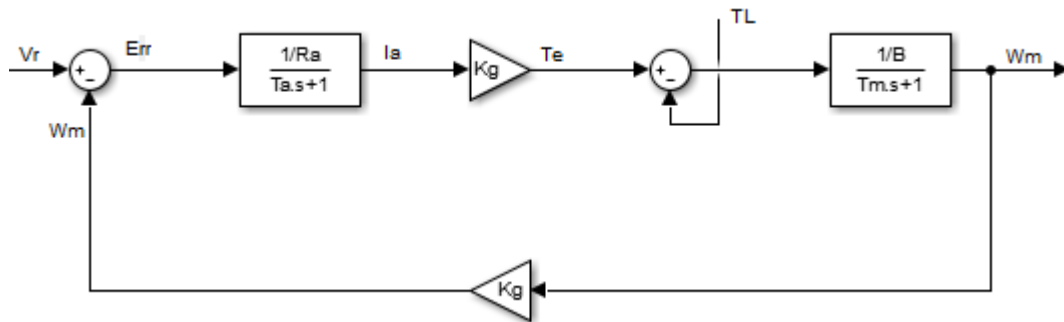 Vr
+
-
Err
1/Ra
Ta.s+1
Ia
Kg
Te
+
-
TL
1/B
Tm.s+1
Wm
Wm
Kg